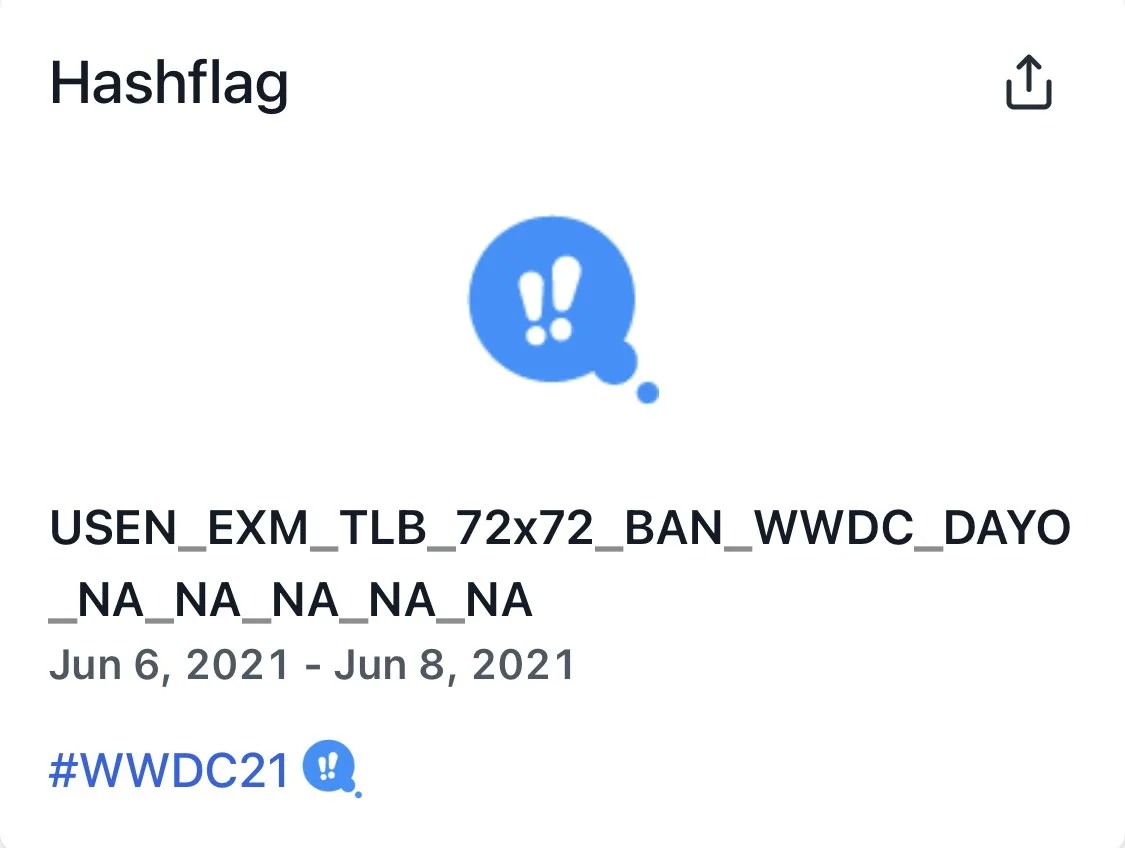 Hashflag
USEN_EXM_TLB_72x72_BAN_WWDC_DAYO
_NA_NA_NA_NA_NA
Jun 6, 2021 - Jun 8, 2021
#WWDC21